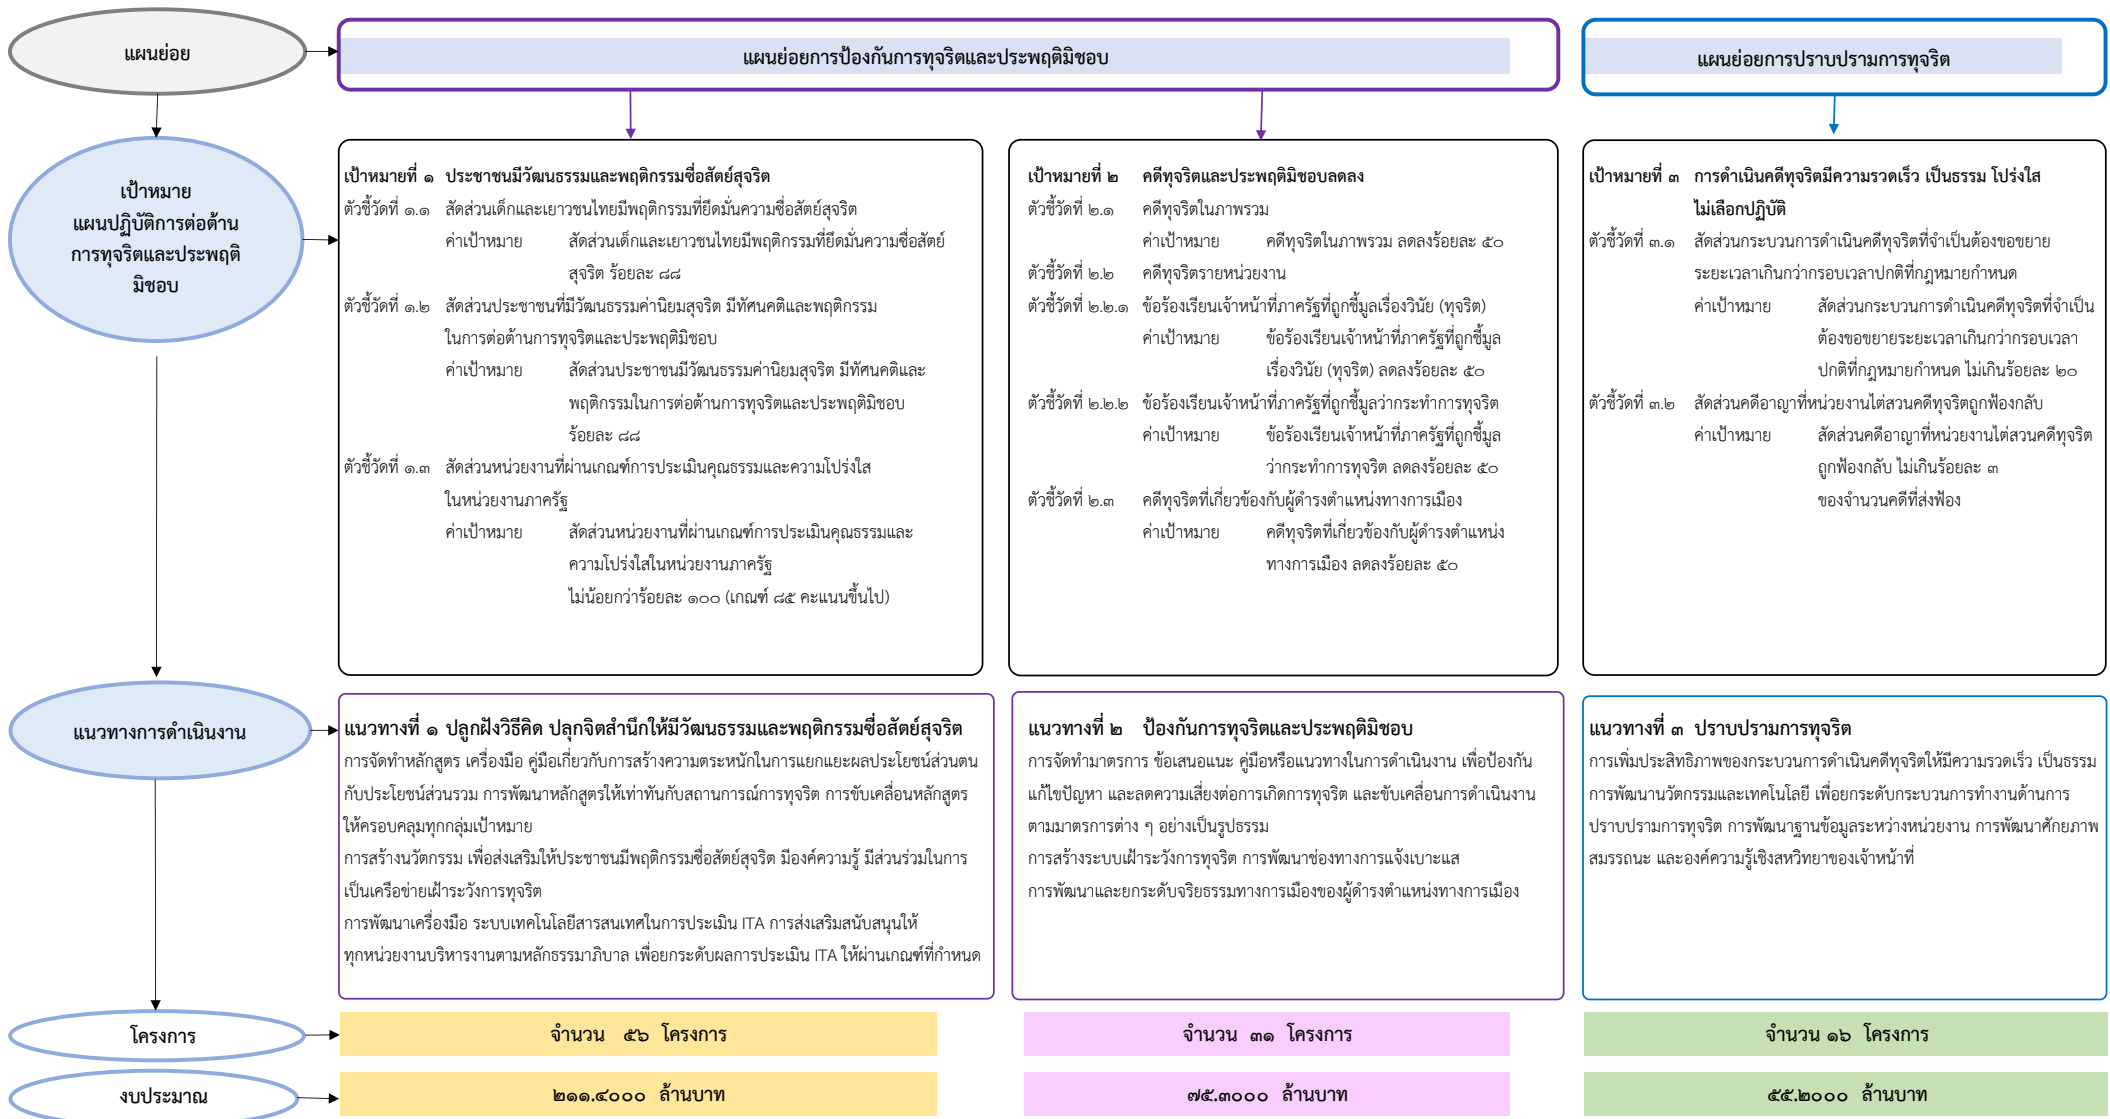 แผนย่อย
แผนย่อยการป้องกันการทุจริตและประพฤติมิชอบ
แผนย่อยการปราบปรามการทุจริต
เป้าหมาย
แผนปฏิบัติการต่อต้าน
การทุจริตและประพฤติ
มิชอบ
เป้าหมายที่ ๑ ประชาชนมีวัฒนธรรมและพฤติกรรมซื่อสัตย์สุจริต
ตัวชี้วัดที่ ๑.๑ สัดส่วนเด็กและเยาวชนไทยมีพฤติกรรมที่ยึดมั่นความซื่อสัตย์สุจริต
ค่าเป้าหมาย สัดส่วนเด็กและเยาวชนไทยมีพฤติกรรมที่ยึดมั่นความซื่อสัตย์
สุจริต ร้อยละ ๘๘
ตัวชี้วัดที่ ๑.๒ สัดส่วนประชาชนที่มีวัฒนธรรมค่านิยมสุจริต มีทัศนคติและพฤติกรรม
ในการต่อต้านการทุจริตและประพฤติมิชอบ
ค่าเป้าหมาย สัดส่วนประชาชนมีวัฒนธรรมค่านิยมสุจริต มีทัศนคติและ
พฤติกรรมในการต่อต้านการทุจริตและประพฤติมิชอบ
ร้อยละ ๘๘
ตัวชี้วัดที่ ๑.๓ สัดส่วนหน่วยงานที่ผ่านเกณฑ์การประเมินคุณธรรมและความโปร่งใส
ในหน่วยงานภาครัฐ
ค่าเป้าหมาย สัดส่วนหน่วยงานที่ผ่านเกณฑ์การประเมินคุณธรรมและ
ความโปร่งใสในหน่วยงานภาครัฐ
ไม่น้อยกว่าร้อยละ ๑๐๐ (เกณฑ์ ๘๕ คะแนนขึ้นไป)
เป้าหมายที่ ๒ คดีทุจริตและประพฤติมิชอบลดลง
ตัวชี้วัดที่ ๒.๑ คดีทุจริตในภาพรวม
ค่าเป้าหมาย คดีทุจริตในภาพรวม ลดลงร้อยละ ๕๐
ตัวชี้วัดที่ ๒.๒ คดีทุจริตรายหน่วยงาน
ตัวชี้วัดที่ ๒.๒.๑ ข้อร้องเรียนเจ้าหน้าที่ภาครัฐที่ถูกชี้มูลเรื่องวินัย (ทุจริต)
ค่าเป้าหมาย ข้อร้องเรียนเจ้าหน้าที่ภาครัฐที่ถูกชี้มูล
เรื่องวินัย (ทุจริต) ลดลงร้อยละ ๕๐
ตัวชี้วัดที่ ๒.๒.๒ ข้อร้องเรียนเจ้าหน้าที่ภาครัฐที่ถูกชี้มูลว่ากระทำการทุจริต
ค่าเป้าหมาย ข้อร้องเรียนเจ้าหน้าที่ภาครัฐที่ถูกชี้มูล
ว่ากระทำการทุจริต ลดลงร้อยละ ๕๐
ตัวชี้วัดที่ ๒.๓ คดีทุจริตที่เกี่ยวข้องกับผู้ดำรงตำแหน่งทางการเมือง
ค่าเป้าหมาย คดีทุจริตที่เกี่ยวข้องกับผู้ดำรงตำแหน่ง
ทางการเมือง ลดลงร้อยละ ๕๐
เป้าหมายที่ ๓ การดำเนินคดีทุจริตมีความรวดเร็ว เป็นธรรม โปร่งใส
ไม่เลือกปฏิบัติ
ตัวชี้วัดที่ ๓.๑ สัดส่วนกระบวนการดำเนินคดีทุจริตที่จำเป็นต้องขอขยาย
ระยะเวลาเกินกว่ากรอบเวลาปกติที่กฎหมายกำหนด
ค่าเป้าหมาย สัดส่วนกระบวนการดำเนินคดีทุจริตที่จำเป็น
ต้องขอขยายระยะเวลาเกินกว่ากรอบเวลา
ปกติที่กฎหมายกำหนด ไม่เกินร้อยละ ๒๐
ตัวชี้วัดที่ ๓.๒ สัดส่วนคดีอาญาที่หน่วยงานไต่สวนคดีทุจริตถูกฟ้องกลับ
ค่าเป้าหมาย สัดส่วนคดีอาญาที่หน่วยงานไต่สวนคดีทุจริต
ถูกฟ้องกลับ ไม่เกินร้อยละ ๓
ของจำนวนคดีที่ส่งฟ้อง
แนวทางการดำเนินงาน
แนวทางที่ ๑ ปลูกฝังวิธีคิด ปลุกจิตสำนึกให้มีวัฒนธรรมและพฤติกรรมซื่อสัตย์สุจริต
การจัดทำหลักสูตร เครื่องมือ คู่มือเกี่ยวกับการสร้างความตระหนักในการแยกแยะผลประโยชน์ส่วนตน
กับประโยชน์ส่วนรวม การพัฒนาหลักสูตรให้เท่าทันกับสถานการณ์การทุจริต การขับเคลื่อนหลักสูตร
ให้ครอบคลุมทุกกลุ่มเป้าหมาย
การสร้างนวัตกรรม เพื่อส่งเสริมให้ประชาชนมีพฤติกรรมซื่อสัตย์สุจริต มีองค์ความรู้ มีส่วนร่วมในการ
เป็นเครือข่ายเฝ้าระวังการทุจริต
การพัฒนาเครื่องมือ ระบบเทคโนโลยีสารสนเทศในการประเมิน ITA การส่งเสริมสนับสนุนให้
ทุกหน่วยงานบริหารงานตามหลักธรรมาภิบาล เพื่อยกระดับผลการประเมิน ITA ให้ผ่านเกณฑ์ที่กำหนด
แนวทางที่ ๒ ป้องกันการทุจริตและประพฤติมิชอบ
การจัดทำมาตรการ ข้อเสนอแนะ คู่มือหรือแนวทางในการดำเนินงาน เพื่อป้องกัน
แก้ไขปัญหา และลดความเสี่ยงต่อการเกิดการทุจริต และขับเคลื่อนการดำเนินงาน
ตามมาตรการต่าง ๆ อย่างเป็นรูปธรรม
การสร้างระบบเฝ้าระวังการทุจริต การพัฒนาช่องทางการแจ้งเบาะแส
การพัฒนาและยกระดับจริยธรรมทางการเมืองของผู้ดำรงตำแหน่งทางการเมือง
แนวทางที่ ๓ ปราบปรามการทุจริต
การเพิ่มประสิทธิภาพของกระบวนการดำเนินคดีทุจริตให้มีความรวดเร็ว เป็นธรรม
การพัฒนานวัตกรรมและเทคโนโลยี เพื่อยกระดับกระบวนการทำงานด้านการ
ปราบปรามการทุจริต การพัฒนาฐานข้อมูลระหว่างหน่วยงาน การพัฒนาศักยภาพ
สมรรถนะ และองค์ความรู้เชิงสหวิทยาของเจ้าหน้าที่
โครงการ
จำนวน ๕๖ โครงการ
จำนวน ๓๑ โครงการ
จำนวน ๑๖ โครงการ
งบประมาณ
๒๑๑.๔๐๐๐ ล้านบาท
๗๕.๓๐๐๐ ล้านบาท
๕๕.๒๐๐๐ ล้านบาท